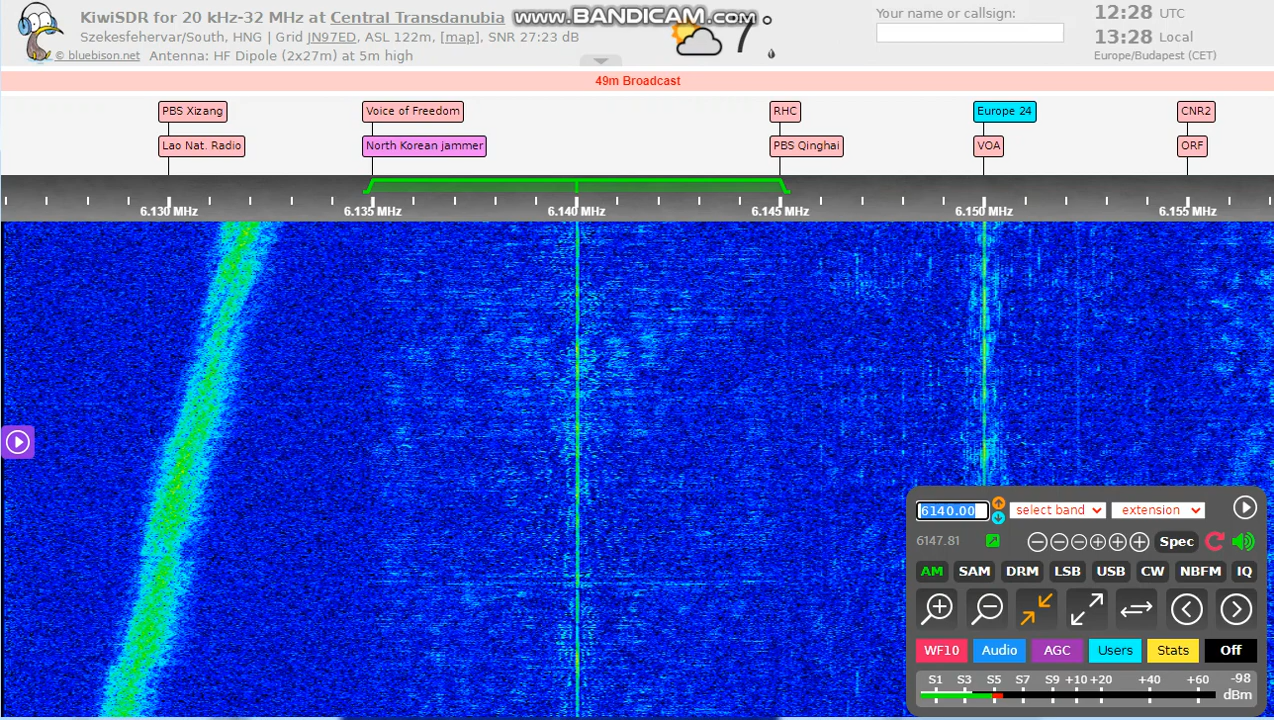 KiwiSDR for 20 kHz-32 MHz at Central Transdanubia
Szekesfehervar/South, HNG | Grid JN97ED, ASL 122m, [map], SNR 27:23 dB
© bluebison.net Antenna: HF Dipole (2x27m) at 5m high
www.BANDICAM.com
7°
Your name or callsign:
12:28 UTC
13:28 Local
Europe/Budapest (CET)
49m Broadcast
PBS Xizang Voice of Freedom RHC Europe 24 CNR2
Lao Nat. Radio North Korean jammer PBS Qinghai VOA ORF
6.130 MHz 6.135 MHz 6.140 MHz 6.145 MHz 6.150 MHz 6.155 MHz
6140.00 select band extension
6147.81 Spec
AM SAM DRM LSB USB CW NBFM IQ
WF10 Audio AGC Users Stats Off
S1 S3 S5 S7 S9 +10 +20 +40 +60 -98
dBm